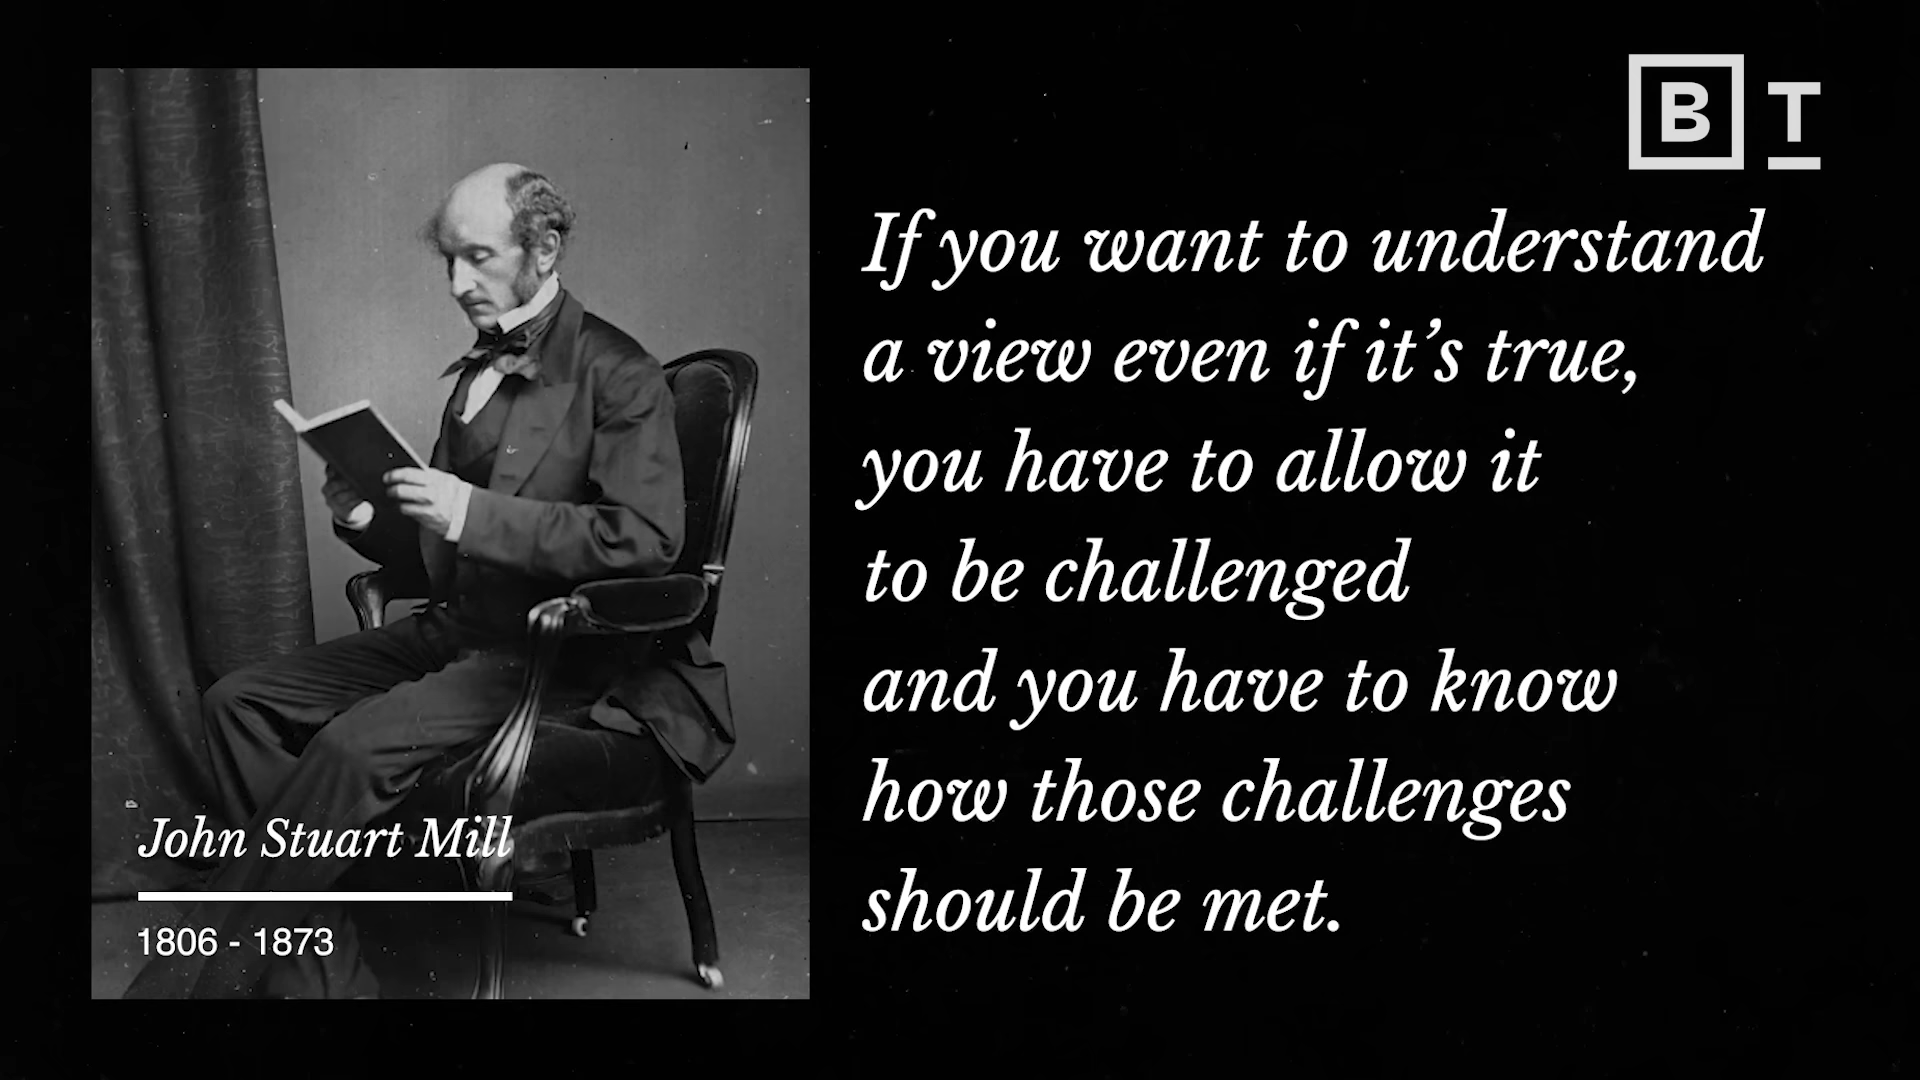 B T
If you want to understand
a view even if it’s true,
you have to allow it
to be challenged
and you have to know
how those challenges
should be met.
John Stuart Mill
1806 - 1873